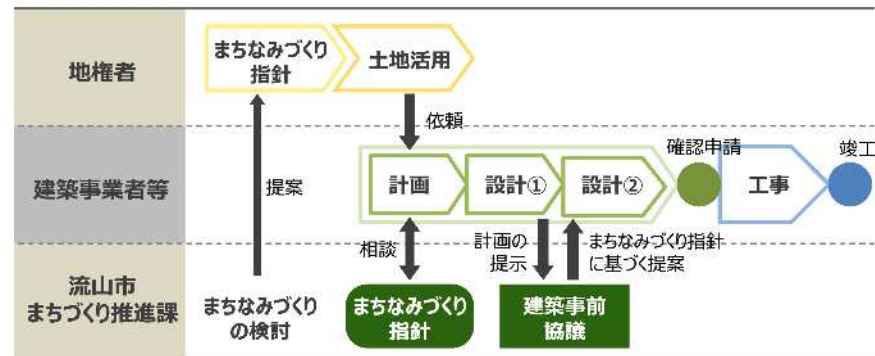 まちなみづくり
指針
土地活用
地権者
依頼
確認申請
竣工
建築事業者等
提案
計画
設計①
設計②
工事
相談
計画の
提示
まちなみづくり指針
に基づく提案
流山市
まちづくり推進課
まちなみづくり
の検討
まちなみづくり
指針
建築事前
協議